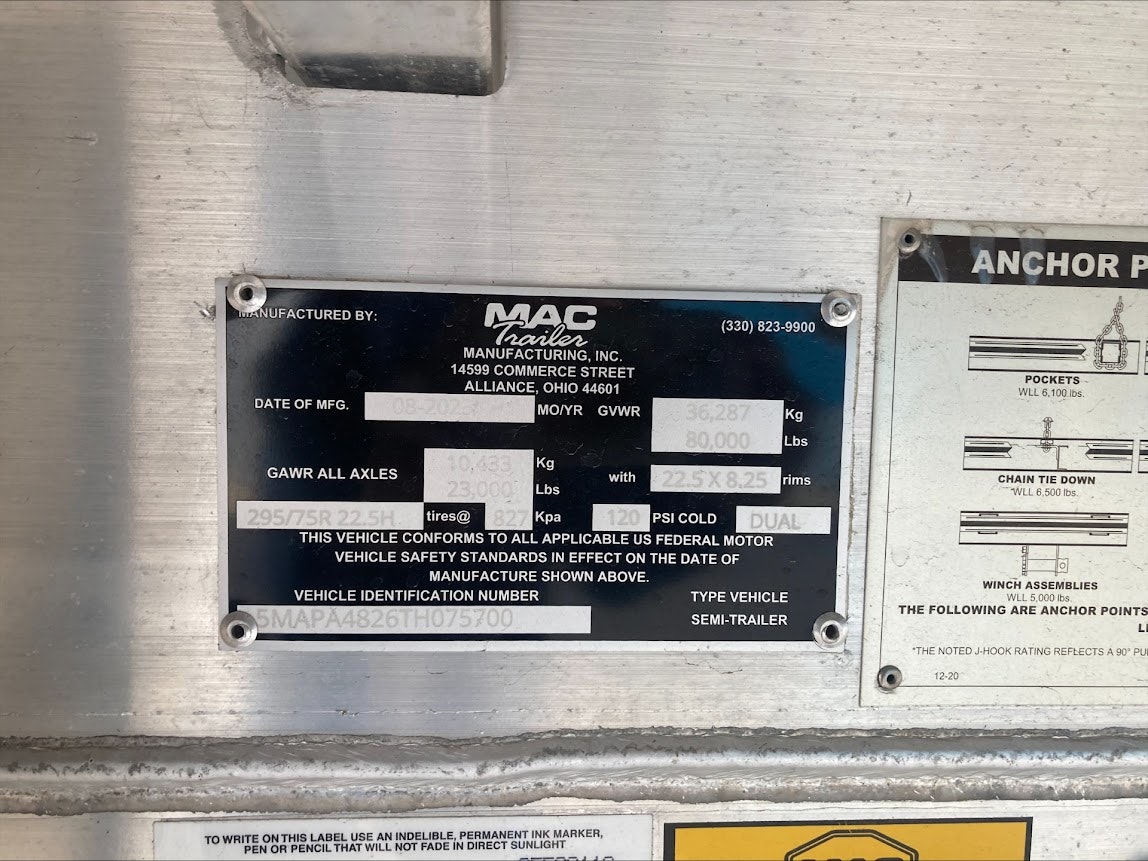 MANUFACTURED BY:
MAC
Trailer
(330) 823-9900
MANUFACTURING, INC.
14599 COMMERCE STREET
ALLIANCE, OHIO 44601
DATE OF MFG. MO/YR GVWR 36,287 Kg
80,000 Lbs
GAWR ALL AXLES 10,433 Kg
23,000 Lbs
with 22.5 X 8.25 rims
295/75R 22.5H tires@ 827 Kpa 120 PSI COLD DUAL
THIS VEHICLE CONFORMS TO ALL APPLICABLE US FEDERAL MOTOR
VEHICLE SAFETY STANDARDS IN EFFECT ON THE DATE OF
MANUFACTURE SHOWN ABOVE.
VEHICLE IDENTIFICATION NUMBER
5MAPA4826TH075700
TYPE VEHICLE
SEMI-TRAILER
ANCHOR P
POCKETS
WLL 6,100 lbs.
CHAIN TIE DOWN
*WLL 6,500 lbs.
WINCH ASSEMBLIES
WLL 5,000 lbs.
THE FOLLOWING ARE ANCHOR POINTS
*THE NOTED J-HOOK RATING REFLECTS A 90° PU
12-20
TO WRITE ON THIS LABEL USE AN INDELIBLE, PERMANENT INK MARKER,
PEN OR PENCIL THAT WILL NOT FADE IN DIRECT SUNLIGHT